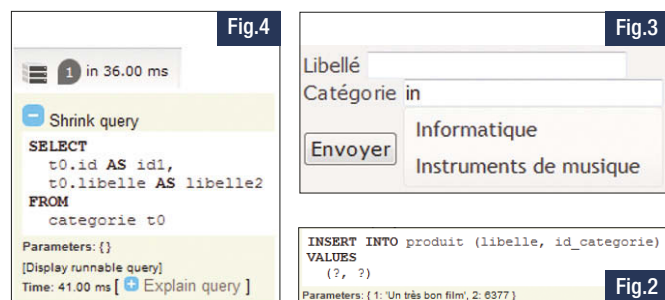 Fig.4
1 in 36.00 ms
Shrink query
SELECT
t0.id AS id1,
t0.libelle AS libelle2
FROM
categorie t0
Parameters: {}
[Display runnable query]
Time: 41.00 ms [ + Explain query ]
Fig.3
Libellé
Catégorie in
Informatique
Envoyer
Instruments de musique
INSERT INTO produit (libelle, id_categorie)
VALUES
(?, ?)
Fig.2
Parameters: { 1: 'Un très bon film', 2: 6377 }